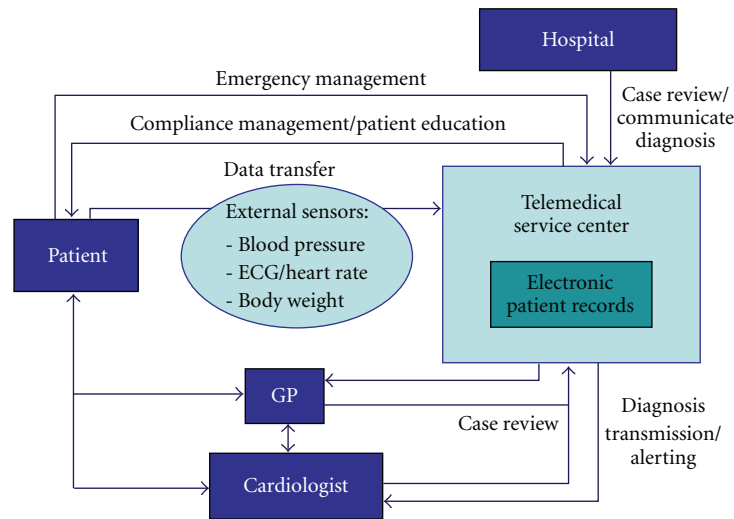 Hospital
Emergency management
Case review/
communicate
diagnosis
Compliance management/patient education
Data transfer
Telemedical
service center
External sensors:
- Blood pressure
- ECG/heart rate
- Body weight
Patient
Electronic
patient records
GP
Case review
Diagnosis
transmission/
alerting
Cardiologist